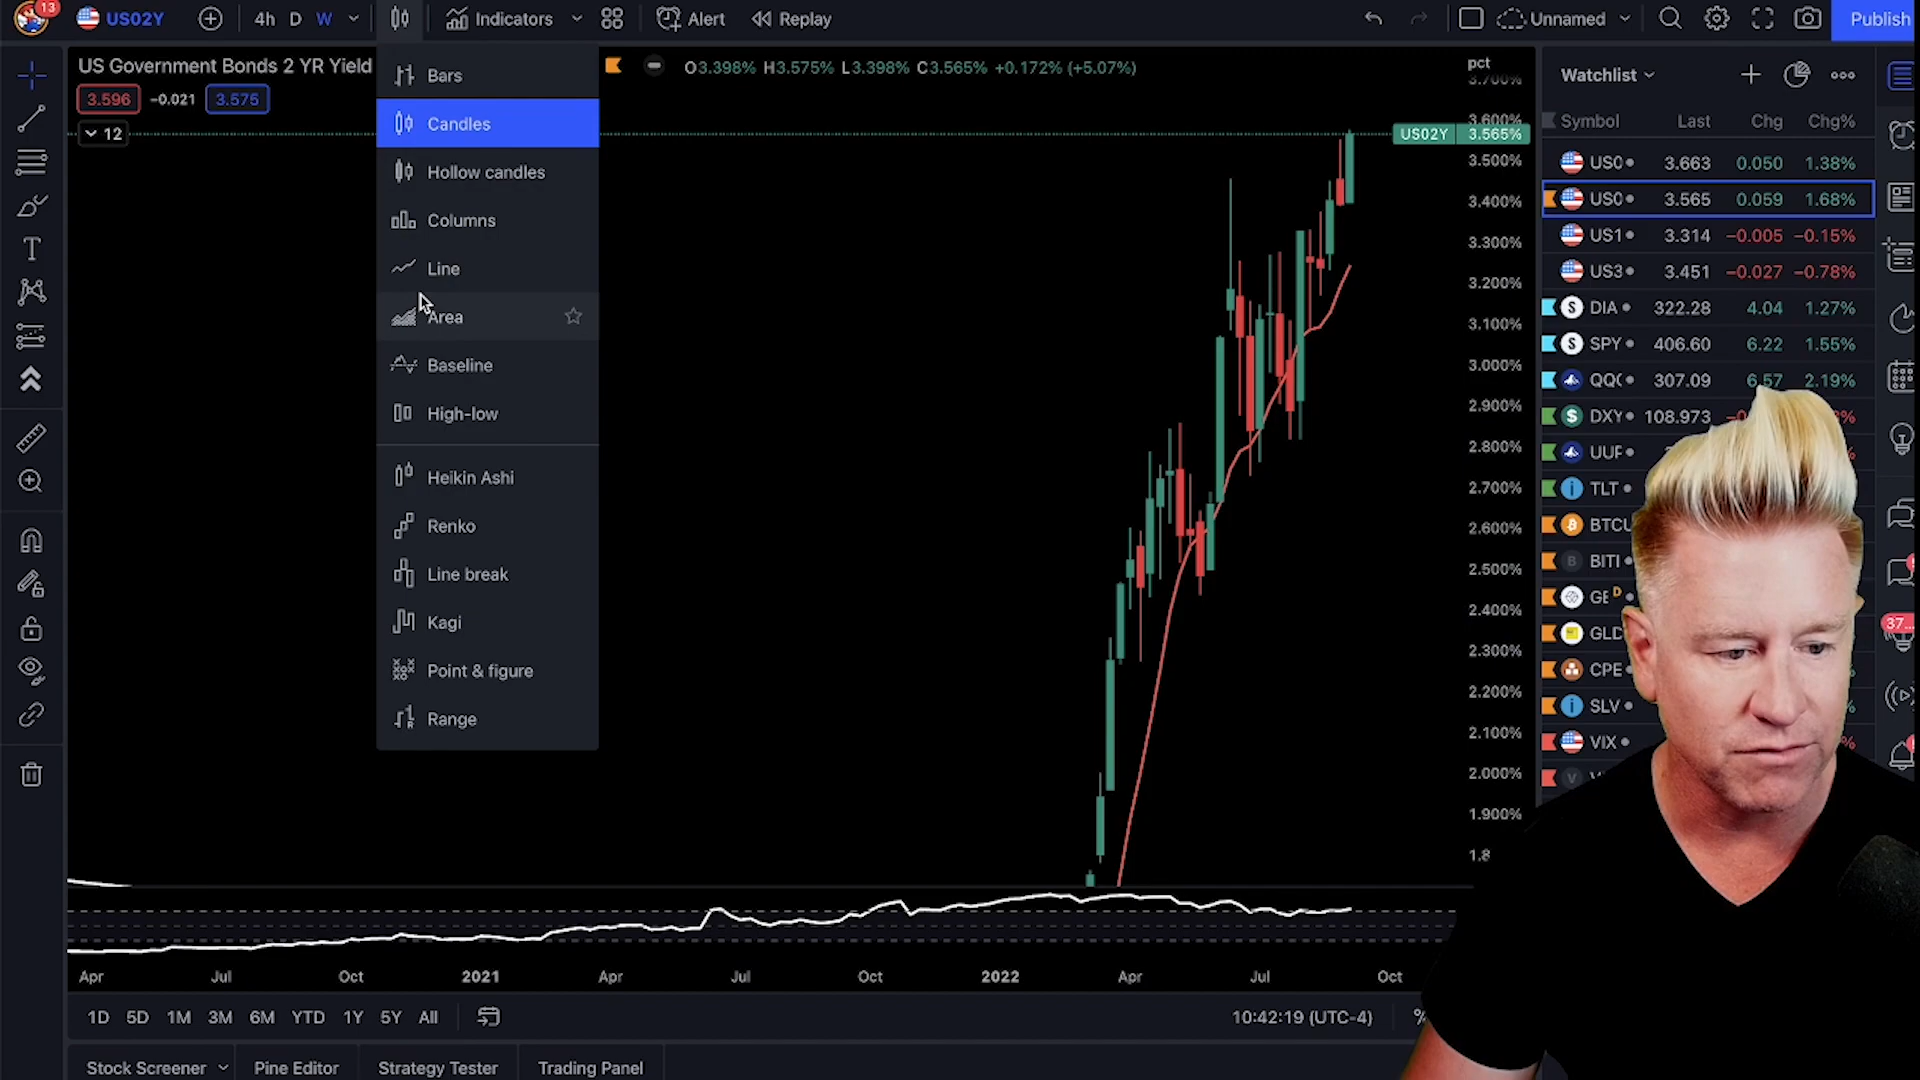 13
US02Y
4h D W
Indicators
Alert
Replay
Unnamed
Publish
US Government Bonds 2 YR Yield
O3.398% H3.575% L3.398% C3.565% +0.172% (+5.07%)
3.596 −0.021 3.575
12
Bars
Candles
Hollow candles
Columns
Line
Area
Baseline
High-low
Heikin Ashi
Renko
Line break
Kagi
Point & figure
Range
pct
3.700%
3.600%
US02Y 3.565%
3.500%
3.400%
3.300%
3.200%
3.100%
3.000%
2.900%
2.800%
2.700%
2.600%
2.500%
2.400%
2.300%
2.200%
2.100%
2.000%
1.900%
1.8
Watchlist
Symbol Last Chg Chg%
US0 3.663 0.050 1.38%
US0 3.565 0.059 1.68%
US1 3.314 −0.005 −0.15%
US3 3.451 −0.027 −0.78%
DIA 322.28 4.04 1.27%
SPY 406.60 6.22 1.55%
307.09 6.57 2.19%
DXY 108.973
UUP
TLT
BTCU
BITI
D
GLD
CPE
SLV
VIX
37...
Apr Jul Oct 2021 Apr Jul Oct 2022 Apr Jul Oct
1D 5D 1M 3M 6M YTD 1Y 5Y All
10:42:19 (UTC-4) %
Stock Screener Pine Editor Strategy Tester Trading Panel